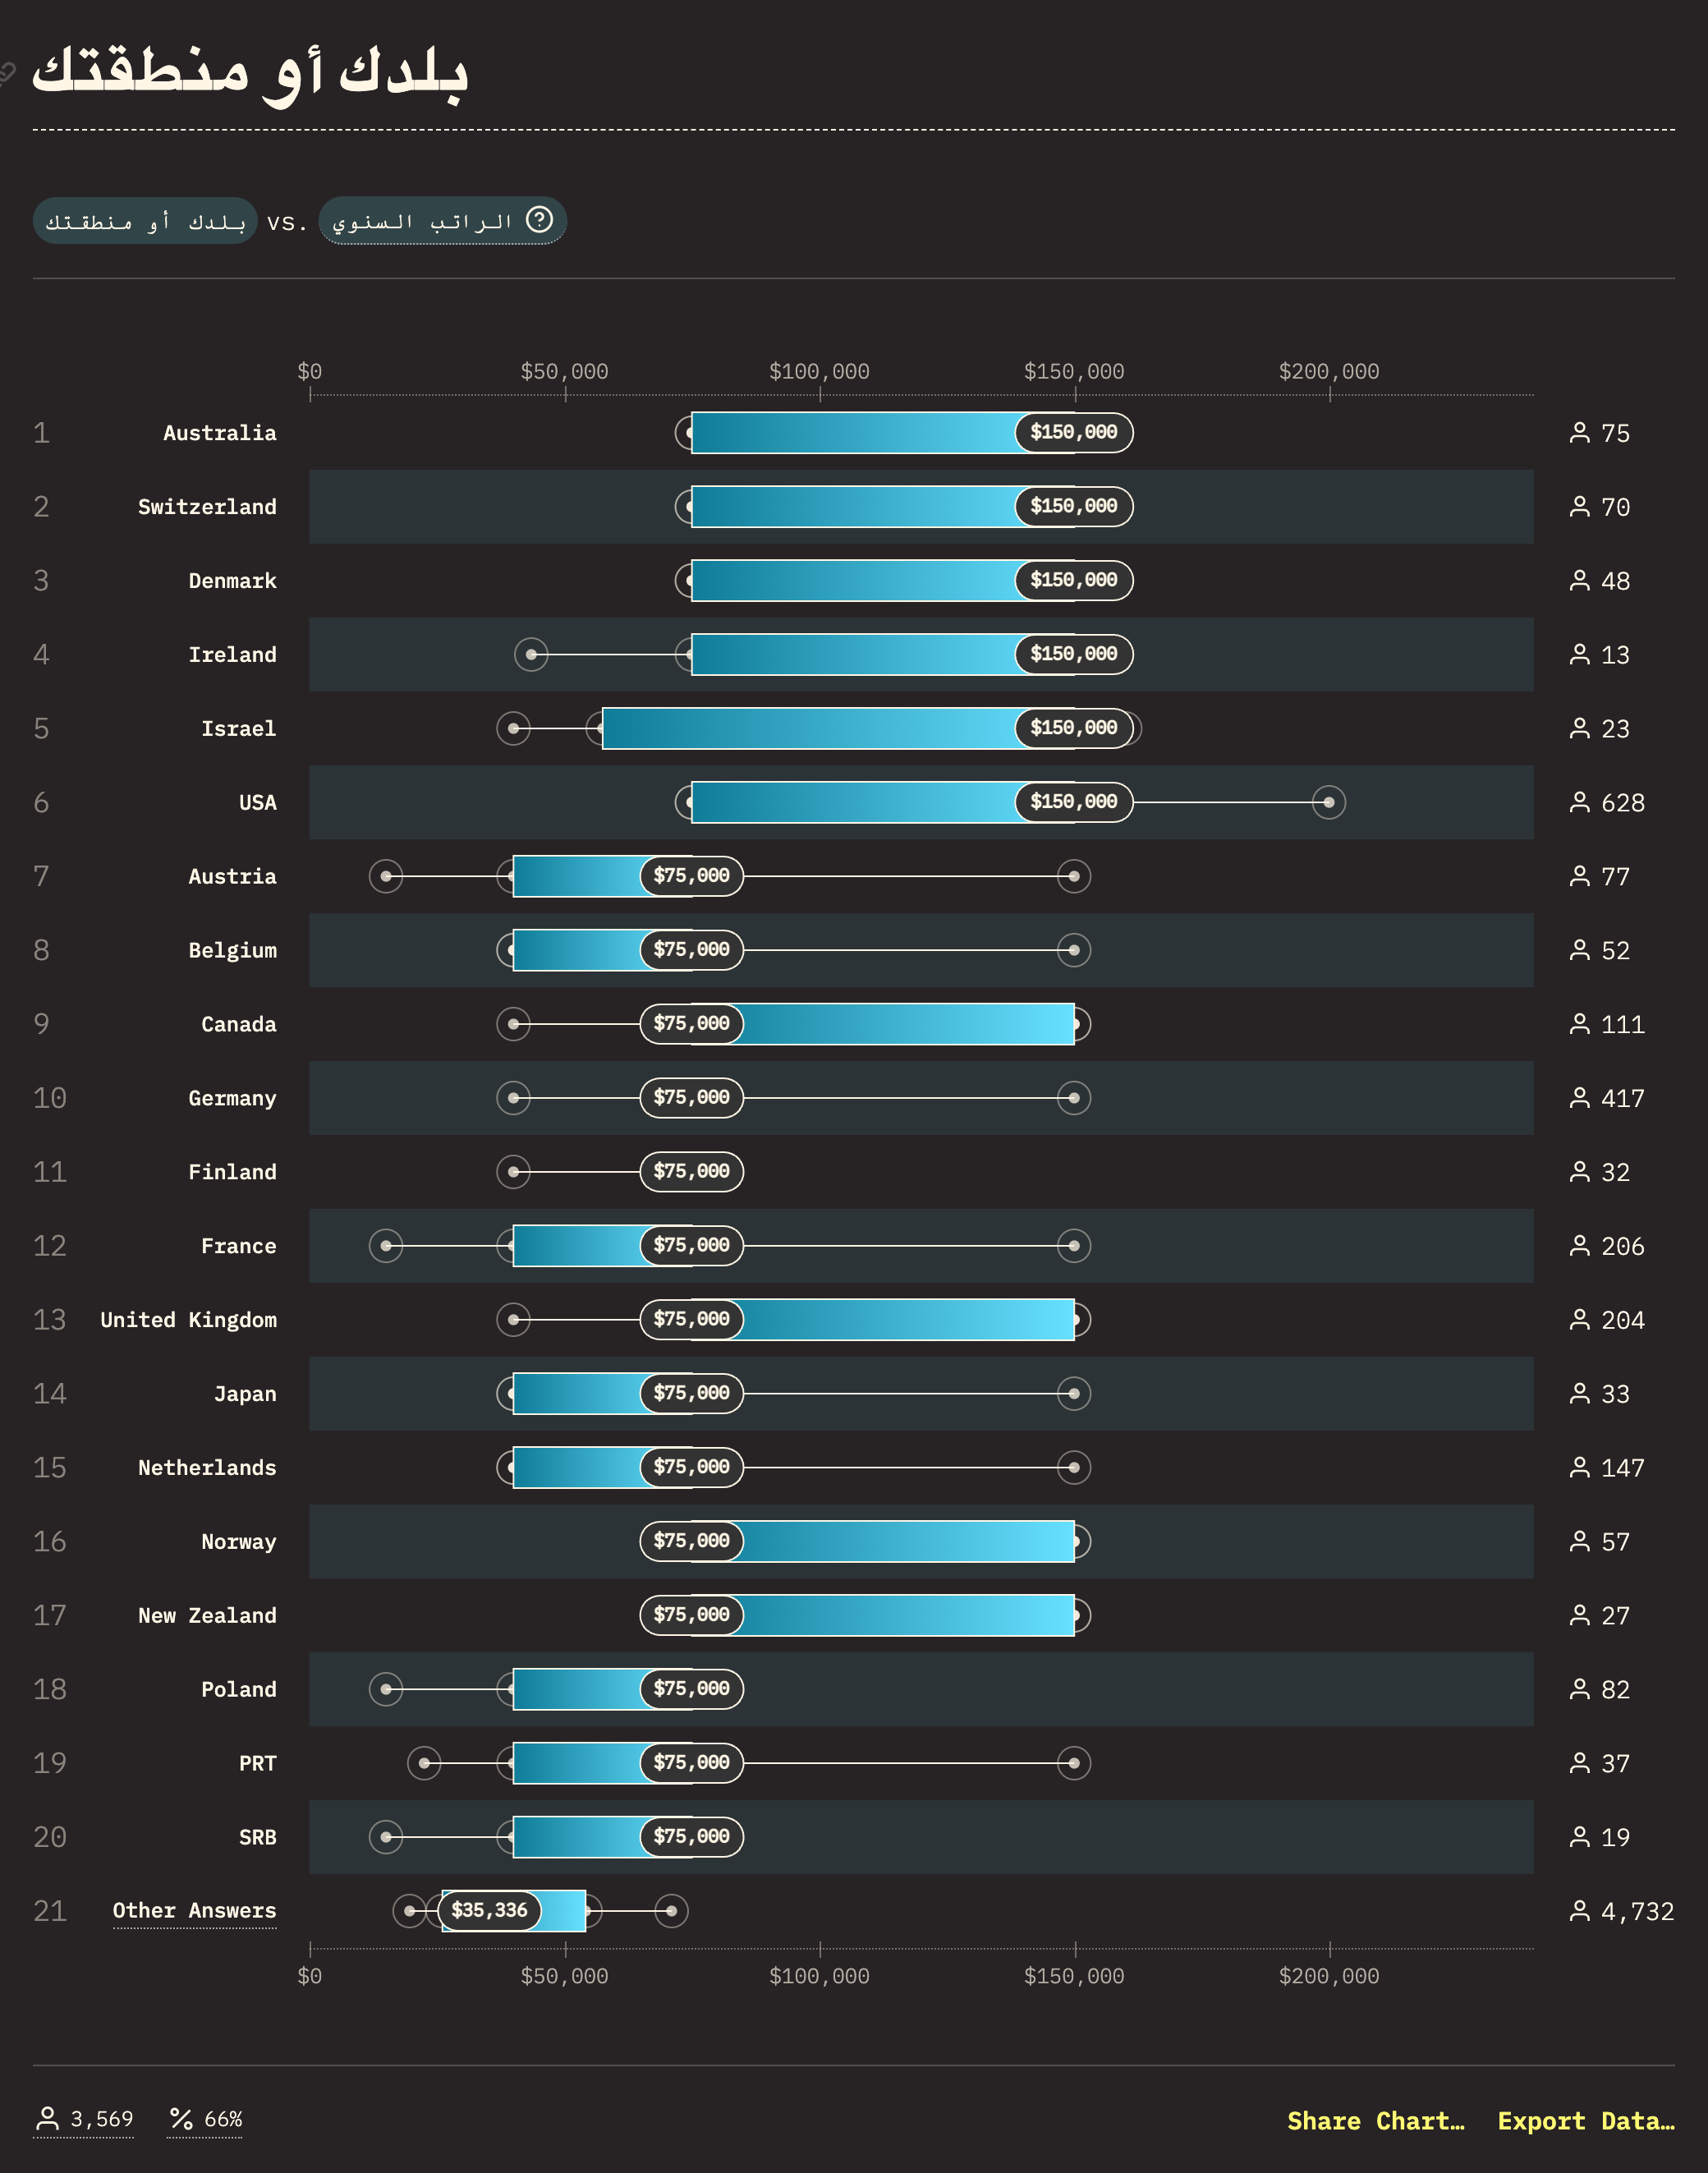 بلدك أو منطقتك
بلدك أو منطقتك vs. الراتب السنوي
$0 $50,000 $100,000 $150,000 $200,000
1 Australia $150,000 75
2 Switzerland $150,000 70
3 Denmark $150,000 48
4 Ireland $150,000 13
5 Israel $150,000 23
6 USA $150,000 628
7 Austria $75,000 77
8 Belgium $75,000 52
9 Canada $75,000 111
10 Germany $75,000 417
11 Finland $75,000 32
12 France $75,000 206
13 United Kingdom $75,000 204
14 Japan $75,000 33
15 Netherlands $75,000 147
16 Norway $75,000 57
17 New Zealand $75,000 27
18 Poland $75,000 82
19 PRT $75,000 37
20 SRB $75,000 19
21 Other Answers $35,336 4,732
$0 $50,000 $100,000 $150,000 $200,000
3,569 66% Share Chart… Export Data…